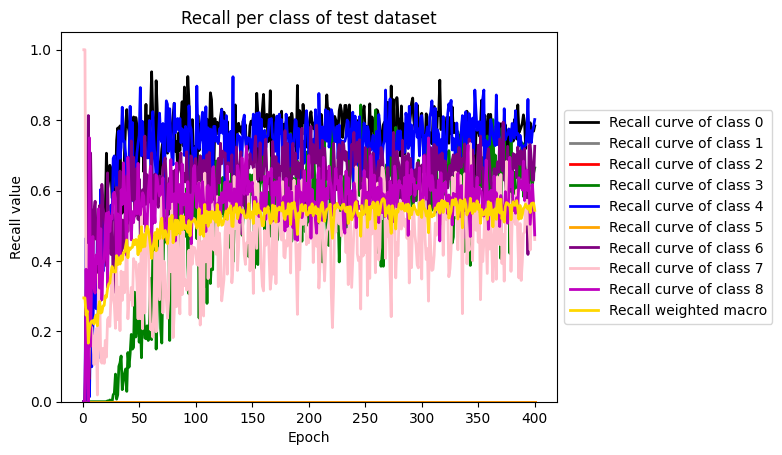 Recall per class of test dataset
Recall value
1.0
0.8
0.6
0.4
0.2
0.0
0
50
100
150
200
250
300
350
400
Epoch
Recall curve of class 0
Recall curve of class 1
Recall curve of class 2
Recall curve of class 3
Recall curve of class 4
Recall curve of class 5
Recall curve of class 6
Recall curve of class 7
Recall curve of class 8
Recall weighted macro